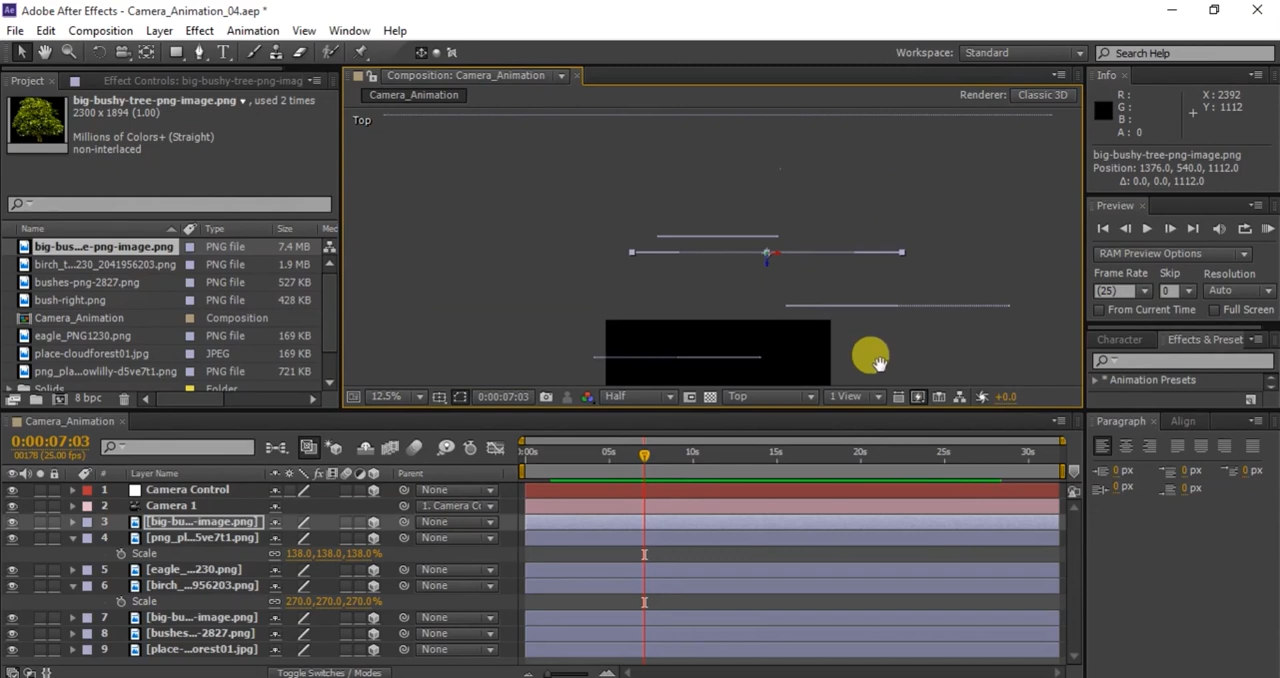 Adobe After Effects - Camera_Animation_04.aep *
File Edit Composition Layer Effect Animation View Window Help
Workspace: Standard Search Help
Project Effect Controls: big-bushy-tree-png-imag
Composition: Camera_Animation
Info
big-bushy-tree-png-image.png ▾, used 2 times
2300 x 1894 (1.00)
Millions of Colors+ (Straight)
non-interlaced
Camera_Animation
Renderer: Classic 3D
Top
R :
G :
B :
A : 0
X : 2392
Y : 1112
big-bushy-tree-png-image.png
Position: 1376.0, 540.0, 1112.0
Δ: 0.0, 0.0, 1112.0
Preview
RAM Preview Options
Frame Rate Skip Resolution
(25) 0 Auto
From Current Time Full Screen
Name Type Size Med
big-bus...e-png-image.png PNG file 7.4 MB
birch_t...230_2041956203.png PNG file 1.9 MB
bushes-png-2827.png PNG file 527 KB
bush-right.png PNG file 428 KB
Camera_Animation Composition
eagle_PNG1230.png PNG file 169 KB
place-cloudforest01.jpg JPEG 169 KB
png_p...owlilly-d5ve7t1.png PNG file 721 KB
Solids Folder
8 bpc
12.5% 0:00:07:03 Half Top 1 View +0.0
Character Effects & Preset
* Animation Presets
Camera_Animation
0:00:07:03
00178 (25.00 fps)
:00s 05s 10s 15s 20s 25s 30s
# Layer Name Parent
1 Camera Control None
2 Camera 1 1. Camera Co
3 [big-bu...-image.png] None
4 [png_pl...5ve7t1.png] None
Scale 138.0,138.0,138.0%
5 [eagle_...230.png] None
6 [birch_...956203.png] None
Scale 270.0,270.0,270.0%
7 [big-bu...-image.png] None
8 [bushes...-2827.png] None
9 [place-...orest01.jpg] None
Toggle Switches / Modes
Paragraph Align
0 px 0 px 0 px
0 px 0 px